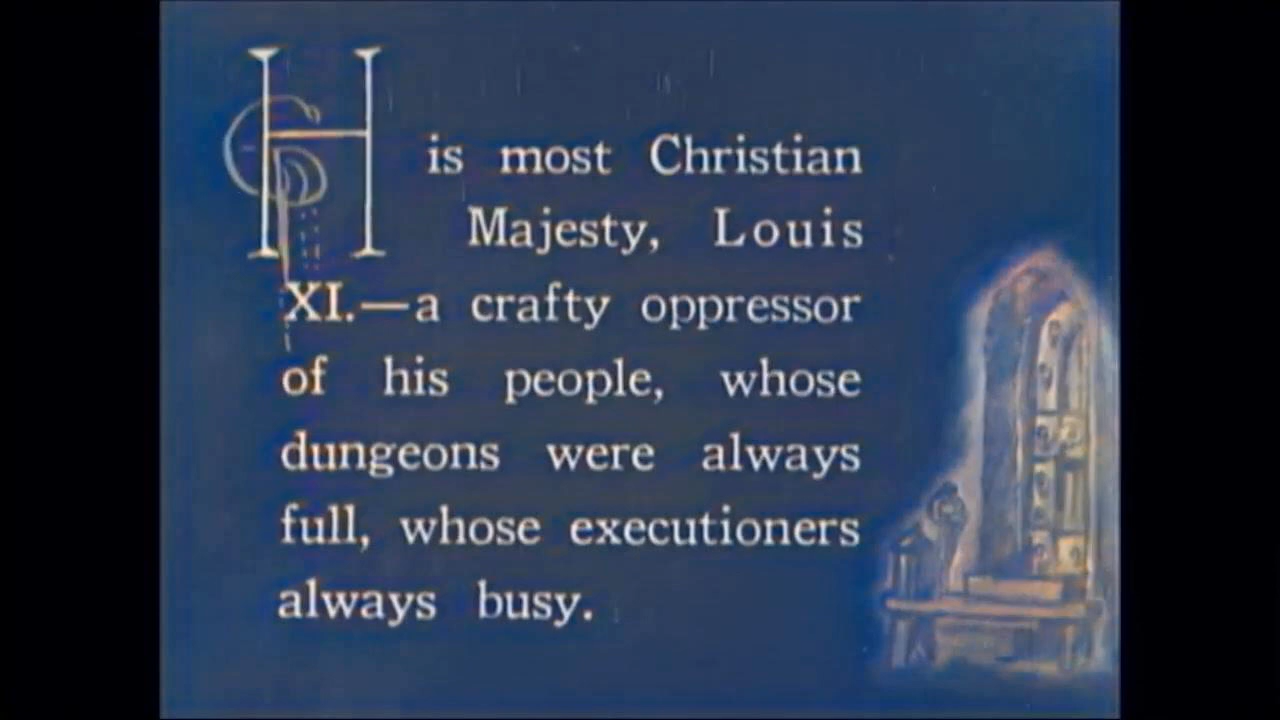 His most Christian
Majesty, Louis
XI.—a crafty oppressor
of his people, whose
dungeons were always
full, whose executioners
always busy.